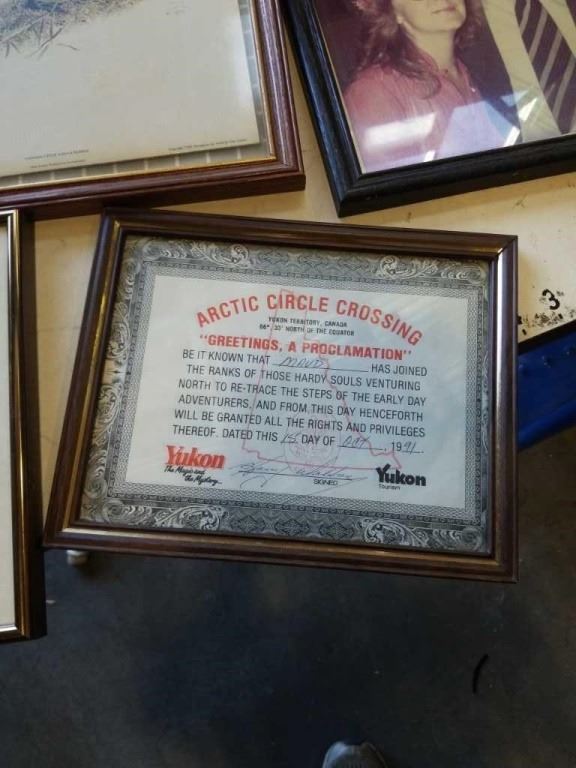 ARCTIC CIRCLE CROSSING
YUKON TERRITORY, CANADA
66° 33' NORTH OF THE EQUATOR
"GREETINGS, A PROCLAMATION"
BE IT KNOWN THAT MAUD HAS JOINED
THE RANKS OF THOSE HARDY SOULS VENTURING
NORTH TO RE-TRACE THE STEPS OF THE EARLY DAY
ADVENTURERS, AND FROM THIS DAY HENCEFORTH
WILL BE GRANTED ALL THE RIGHTS AND PRIVILEGES
THEREOF. DATED THIS DAY OF 1991.
Yukon
The Magic and
the Mystery.
SIGNED
Yukon
Tourism
3